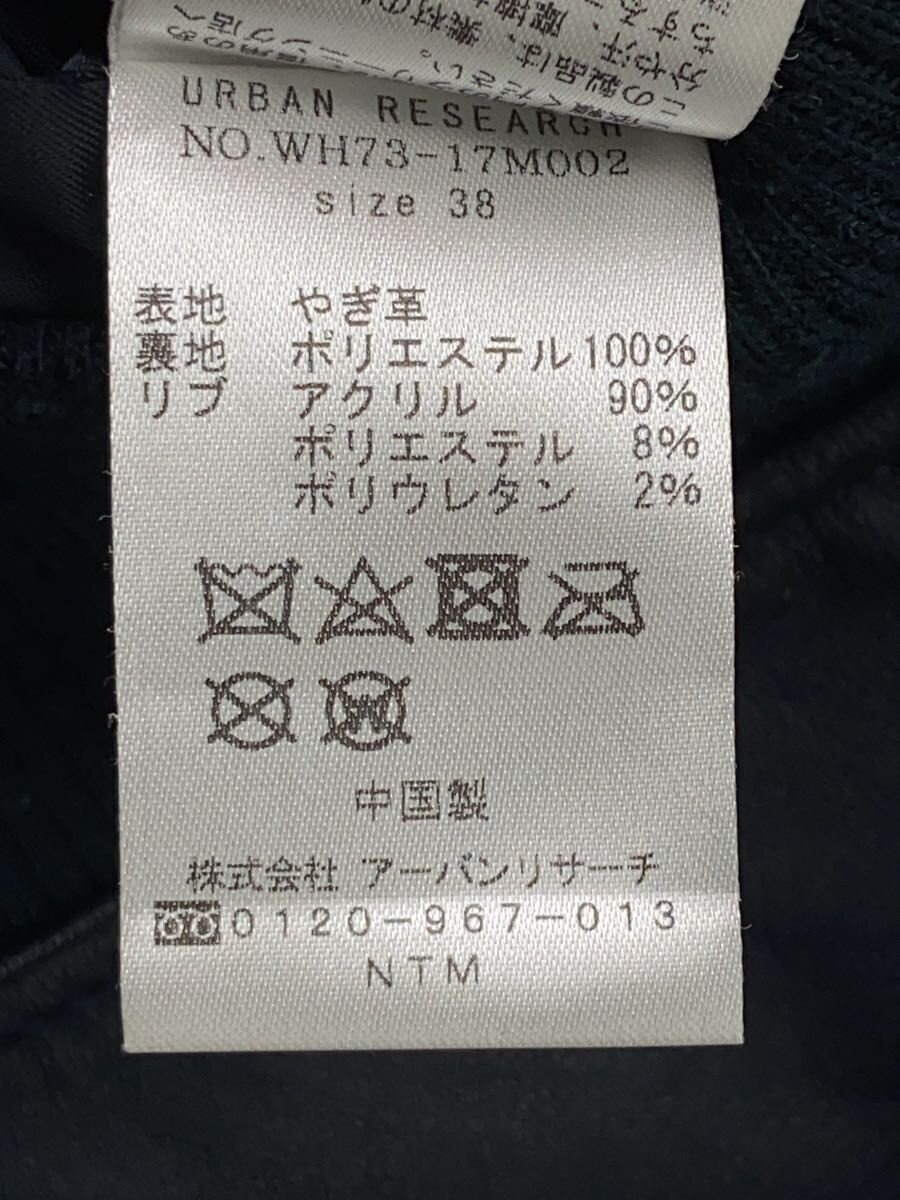 URBAN RESEARCH
NO.WH73-17M002
size 38
表地 やぎ革
裏地 ポリエステル100%
リブ アクリル 90%
ポリエステル 8%
ポリウレタン 2%
中国製
株式会社 アーバンリサーチ
0120-967-013
NTM